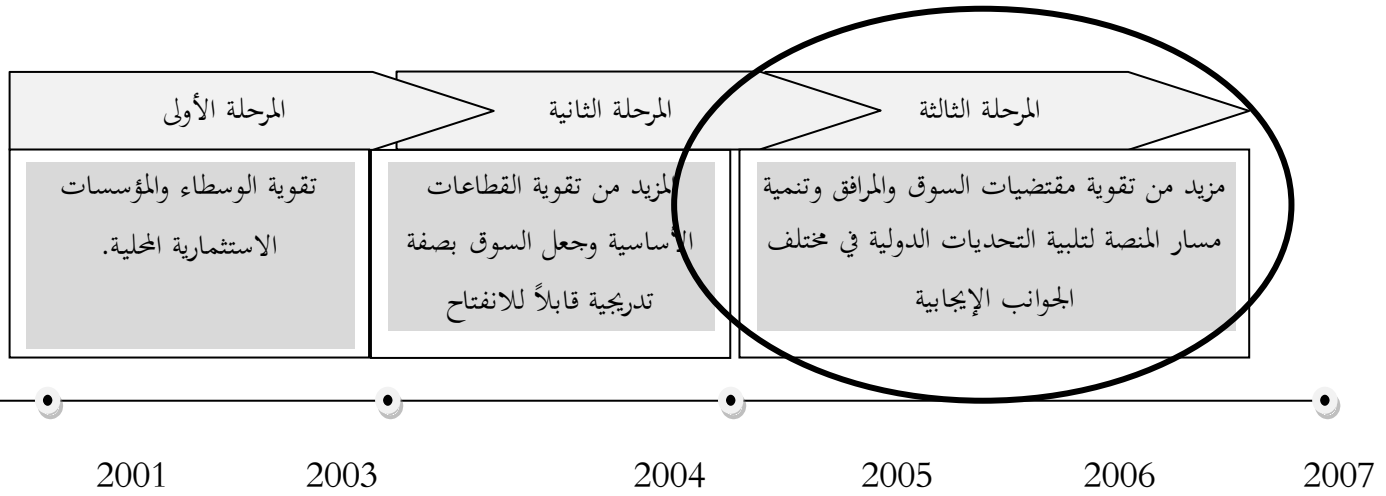 المرحلة الأولى
المرحلة الثانية
المرحلة الثالثة
تقوية الوسطاء والمؤسسات
الاستثمارية المحلية.
المزيد من تقوية القطاعات
الأساسية وجعل السوق بصفة
تدريجية قابلاً للانفتاح
مزيد من تقوية مقتضيات السوق والمرافق وتنمية
مسار المنصة لتلبية التحديات الدولية في مختلف
الجوانب الإيجابية
2001 2003 2004 2005 2006 2007